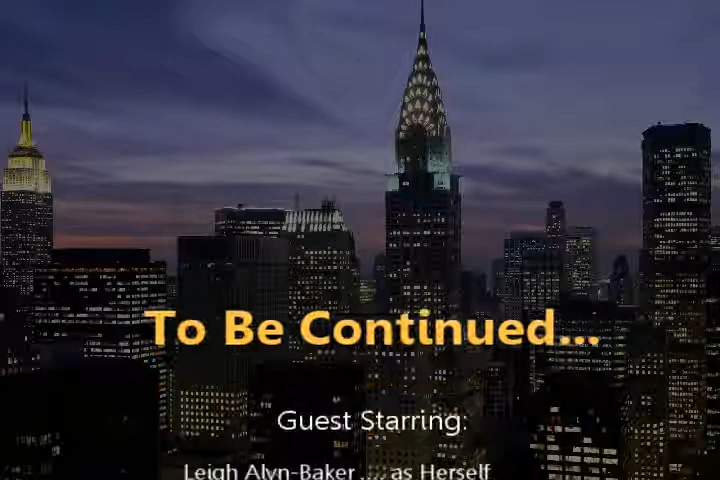 To Be Continued...
Guest Starring:
Leigh Alyn-Baker .... as Herself